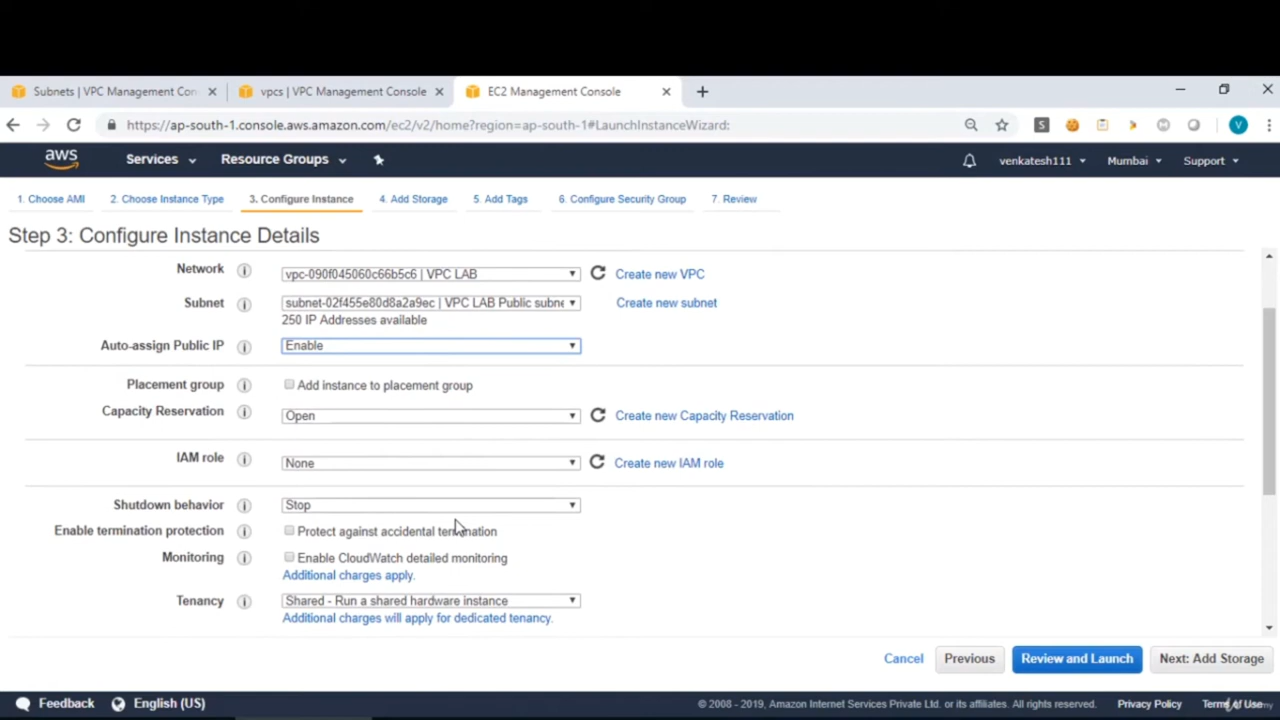 Subnets | VPC Management Con
vpcs | VPC Management Console
EC2 Management Console
https://ap-south-1.console.aws.amazon.com/ec2/v2/home?region=ap-south-1#LaunchInstanceWizard:
S
V
aws
Services
Resource Groups
venkatesh111
Mumbai
Support
1. Choose AMI
2. Choose Instance Type
3. Configure Instance
4. Add Storage
5. Add Tags
6. Configure Security Group
7. Review
Step 3: Configure Instance Details
Network
vpc-090f045060c66b5c6 | VPC LAB
Create new VPC
Subnet
subnet-02f455e80d8a2a9ec | VPC LAB Public subne
Create new subnet
250 IP Addresses available
Auto-assign Public IP
Enable
Placement group
Add instance to placement group
Capacity Reservation
Open
Create new Capacity Reservation
IAM role
None
Create new IAM role
Shutdown behavior
Stop
Enable termination protection
Protect against accidental termination
Monitoring
Enable CloudWatch detailed monitoring
Additional charges apply.
Tenancy
Shared - Run a shared hardware instance
Additional charges will apply for dedicated tenancy.
Cancel
Previous
Review and Launch
Next: Add Storage
Feedback
English (US)
© 2008 - 2019, Amazon Internet Services Private Ltd. or its affiliates. All rights reserved.
Privacy Policy
Terms of Use